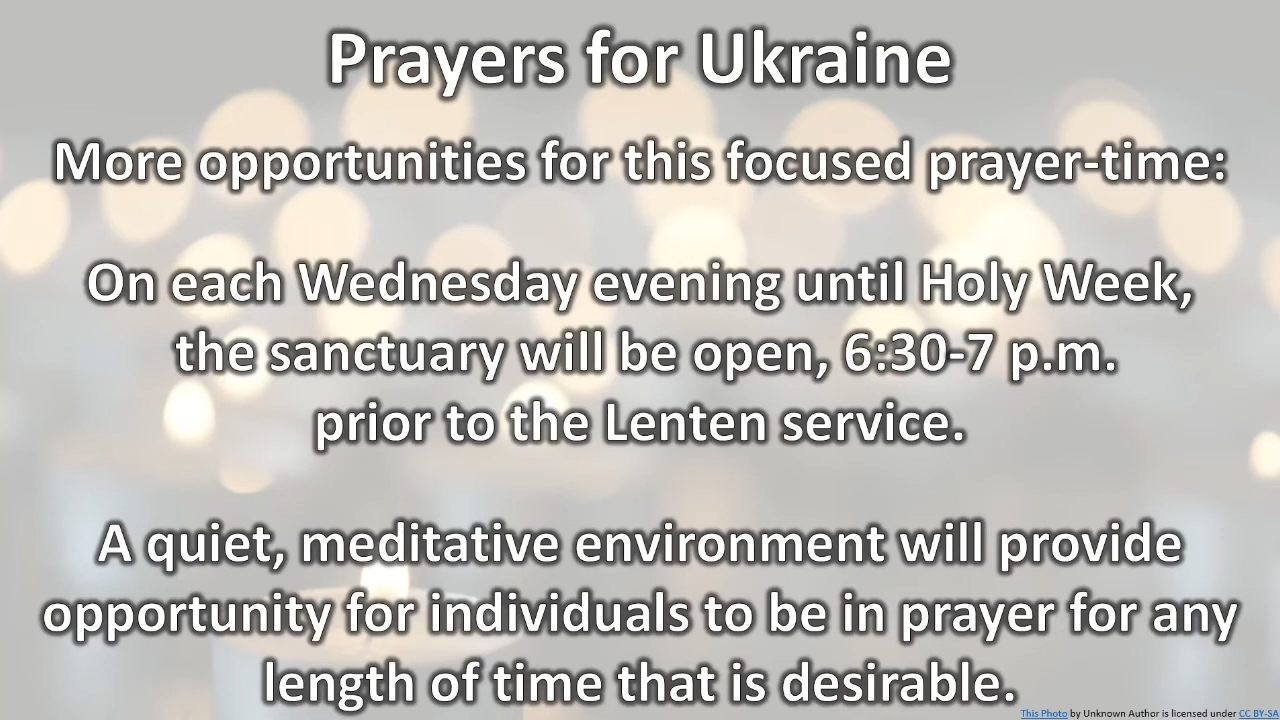 Prayers for Ukraine
More opportunities for this focused prayer-time:
On each Wednesday evening until Holy Week,
the sanctuary will be open, 6:30-7 p.m.
prior to the Lenten service.
A quiet, meditative environment will provide
opportunity for individuals to be in prayer for any
length of time that is desirable.
This Photo by Unknown Author is licensed under CC BY-SA